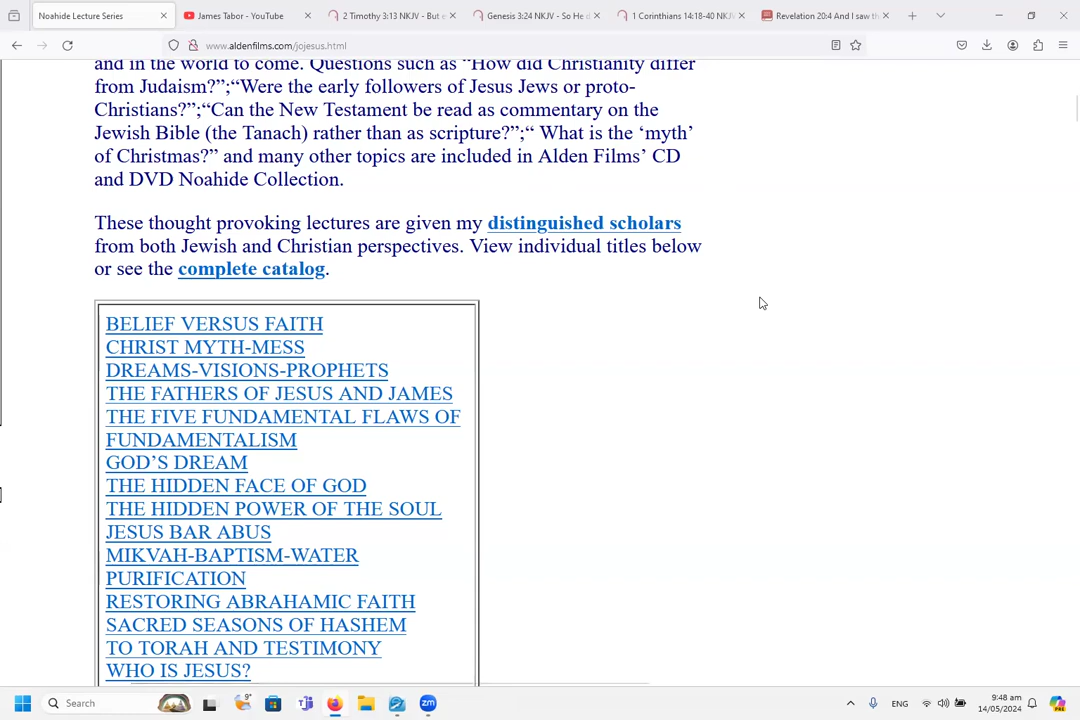 Noahide Lecture Series
James Tabor - YouTube
2 Timothy 3:13 NKJV - But e
Genesis 3:24 NKJV - So He d
1 Corinthians 14:18-40 NKJV
Revelation 20:4 And I saw th
www.aldenfilms.com/jojesus.html
and in the world to come. Questions such as “How did Christianity differ
from Judaism?”;“Were the early followers of Jesus Jews or proto-
Christians?”;“Can the New Testament be read as commentary on the
Jewish Bible (the Tanach) rather than as scripture?”;“ What is the ‘myth’
of Christmas?” and many other topics are included in Alden Films’ CD
and DVD Noahide Collection.
These thought provoking lectures are given my distinguished scholars
from both Jewish and Christian perspectives. View individual titles below
or see the complete catalog.
BELIEF VERSUS FAITH
CHRIST MYTH-MESS
DREAMS-VISIONS-PROPHETS
THE FATHERS OF JESUS AND JAMES
THE FIVE FUNDAMENTAL FLAWS OF
FUNDAMENTALISM
GOD’S DREAM
THE HIDDEN FACE OF GOD
THE HIDDEN POWER OF THE SOUL
JESUS BAR ABUS
MIKVAH-BAPTISM-WATER
PURIFICATION
RESTORING ABRAHAMIC FAITH
SACRED SEASONS OF HASHEM
TO TORAH AND TESTIMONY
WHO IS JESUS?
Search
9°
zm
ENG
9:48 am
14/05/2024
PRE